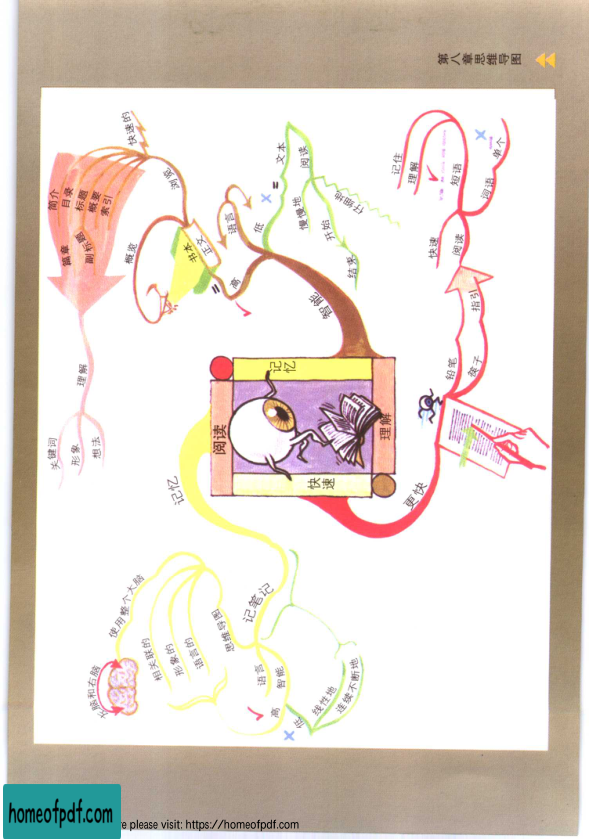 第八章思维导图
阅读
记忆
快速
理解
智能
高
低
语言
=
书本
正文
浏览
快速的
简介
目录
标题
概要
索引
篇章
副标题
概览
理解
关键词
形象
想法
=
文本
阅读
慢慢地
仔细地
开始
结束
更快
铅笔
筷子
指引
快速
阅读
短语
记住
理解
词语
单个
记忆
记笔记
高
低
语言
智能
思维导图
语言的
形象的
相关联的
使用整个大脑
左脑和右脑
线性地
连续不断地
homeofpdf.com
re please visit: https://homeofpdf.com